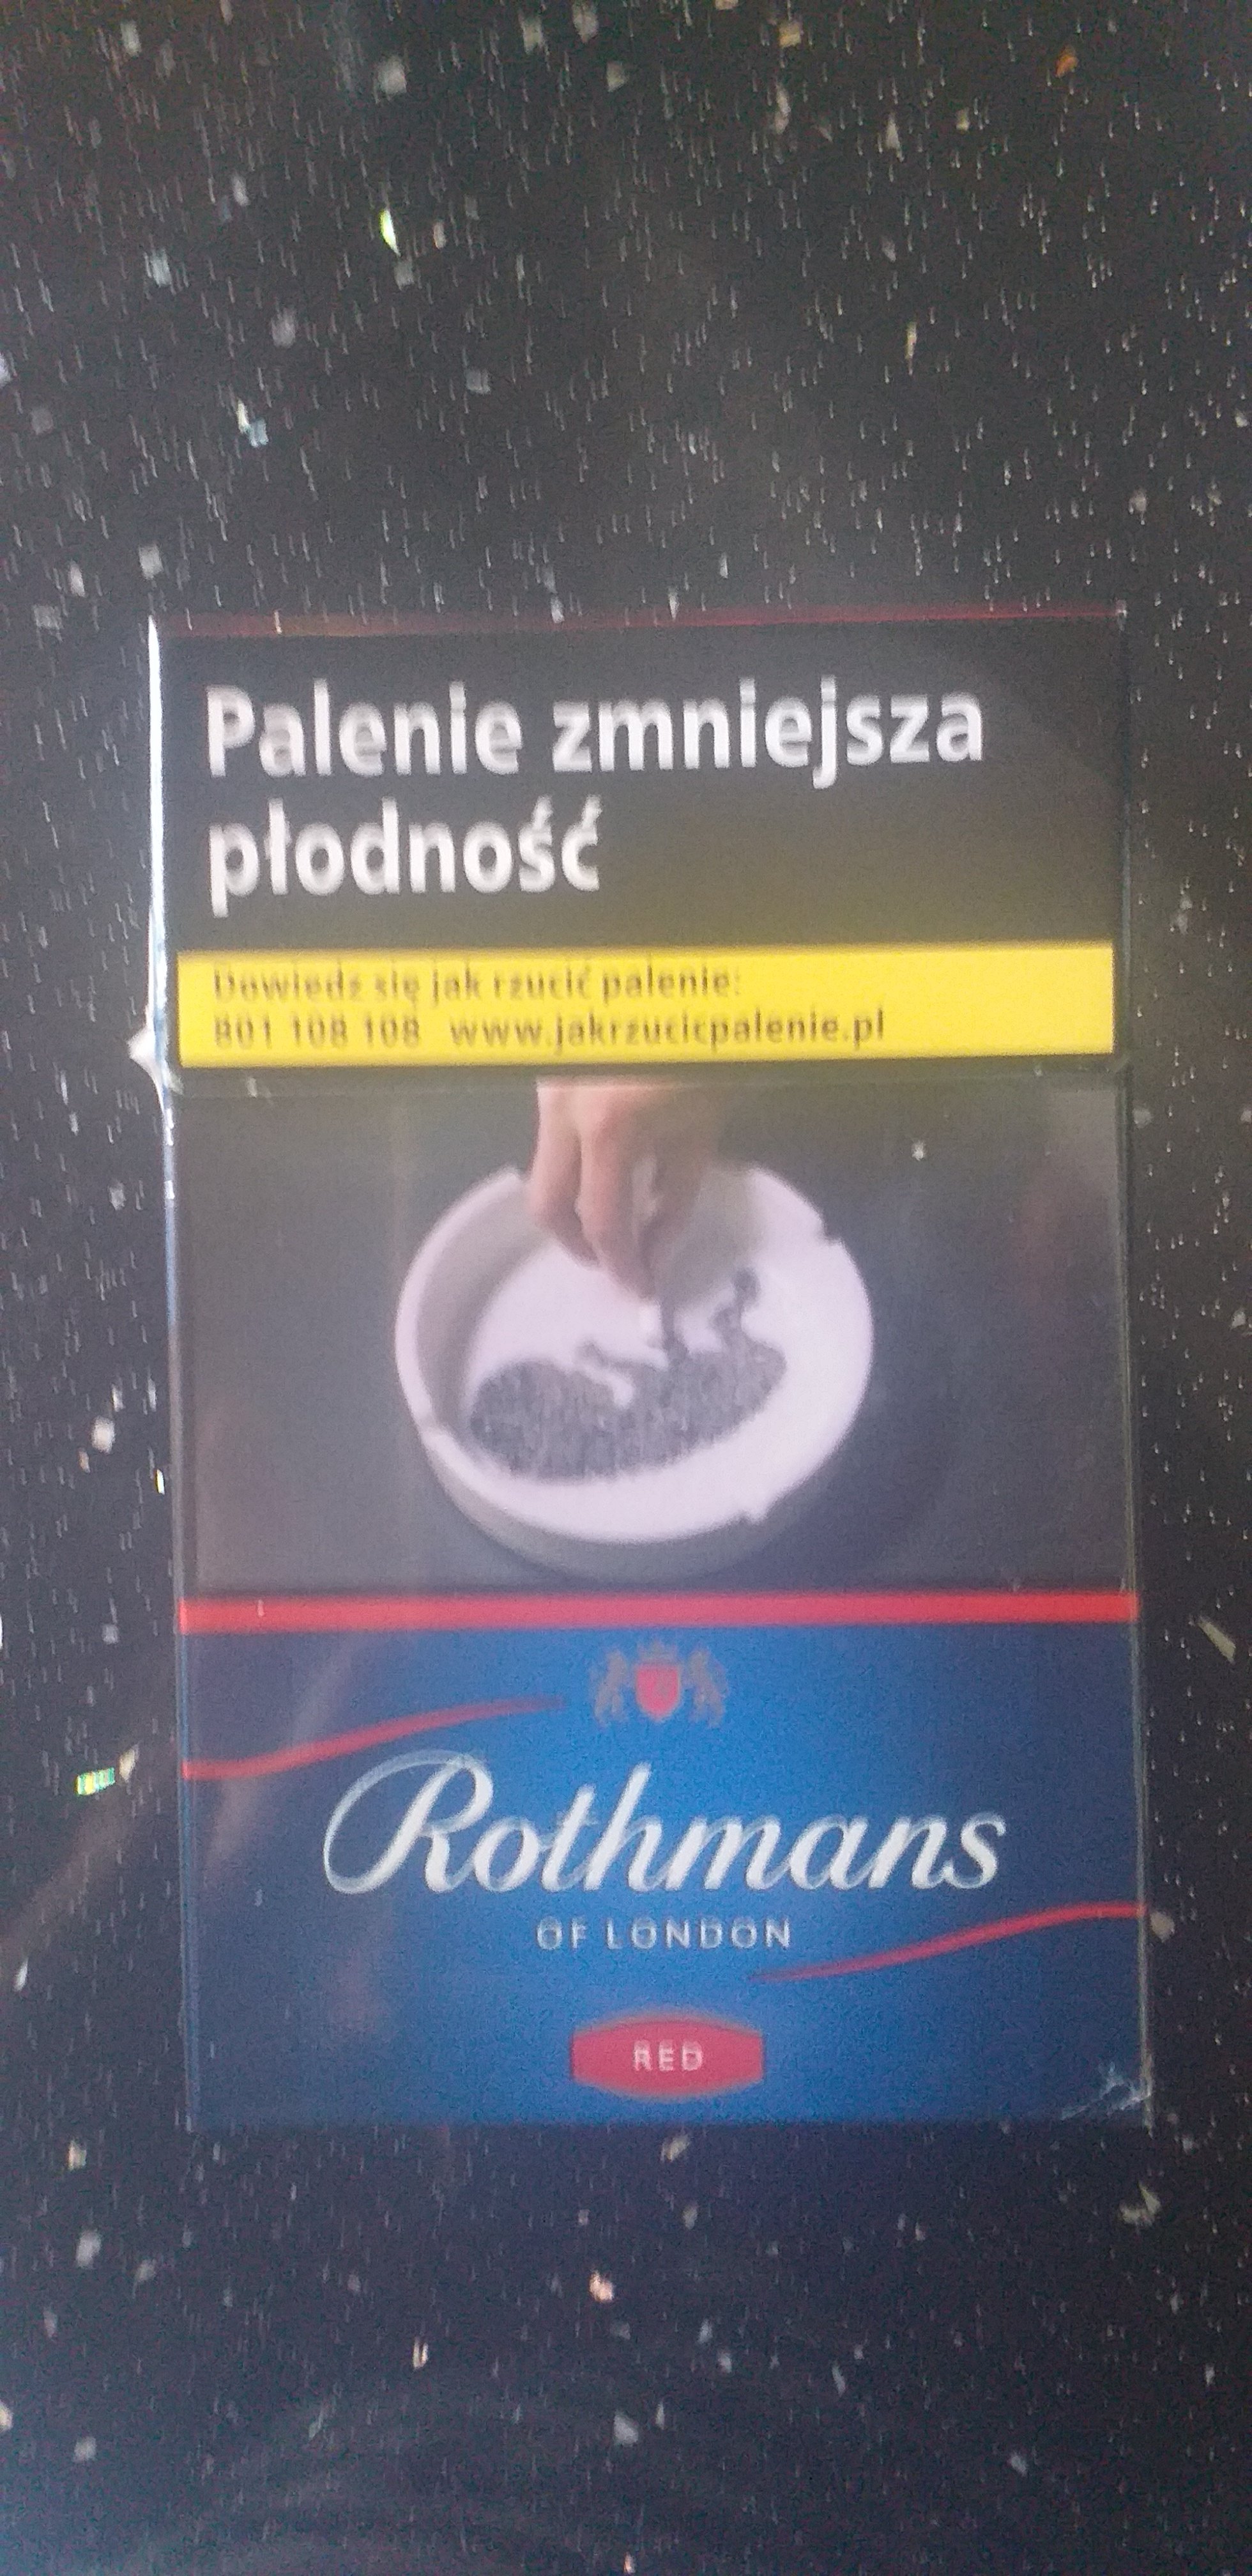 Palenie zmniejsza
płodność
Dowiedz się jak rzucić palenie:
801 108 108 www.jakrzucicpalenie.pl
Rothmans
OF LONDON
RED